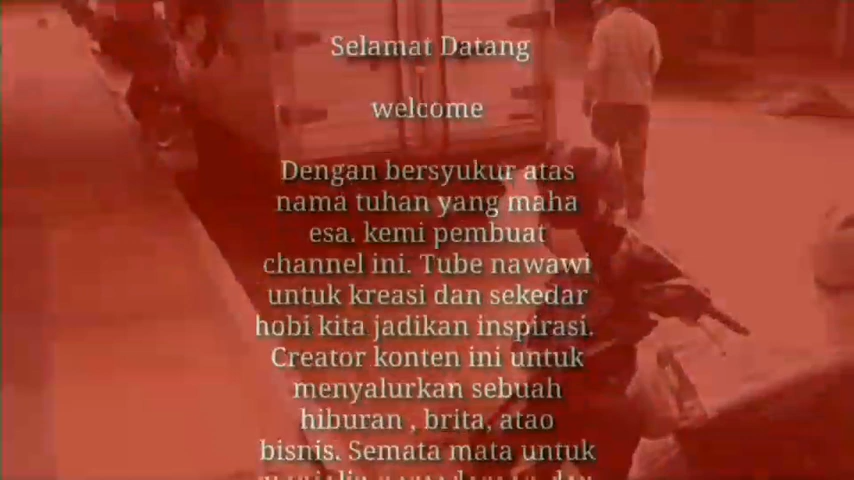 Selamat Datang
welcome
Dengan bersyukur atas
nama tuhan yang maha
esa. kemi pembuat
channel ini. Tube nawawi
untuk kreasi dan sekedar
hobi kita jadikan inspirasi.
Creator konten ini untuk
menyalurkan sebuah
hiburan , brita, atao
bisnis. Semata mata untuk